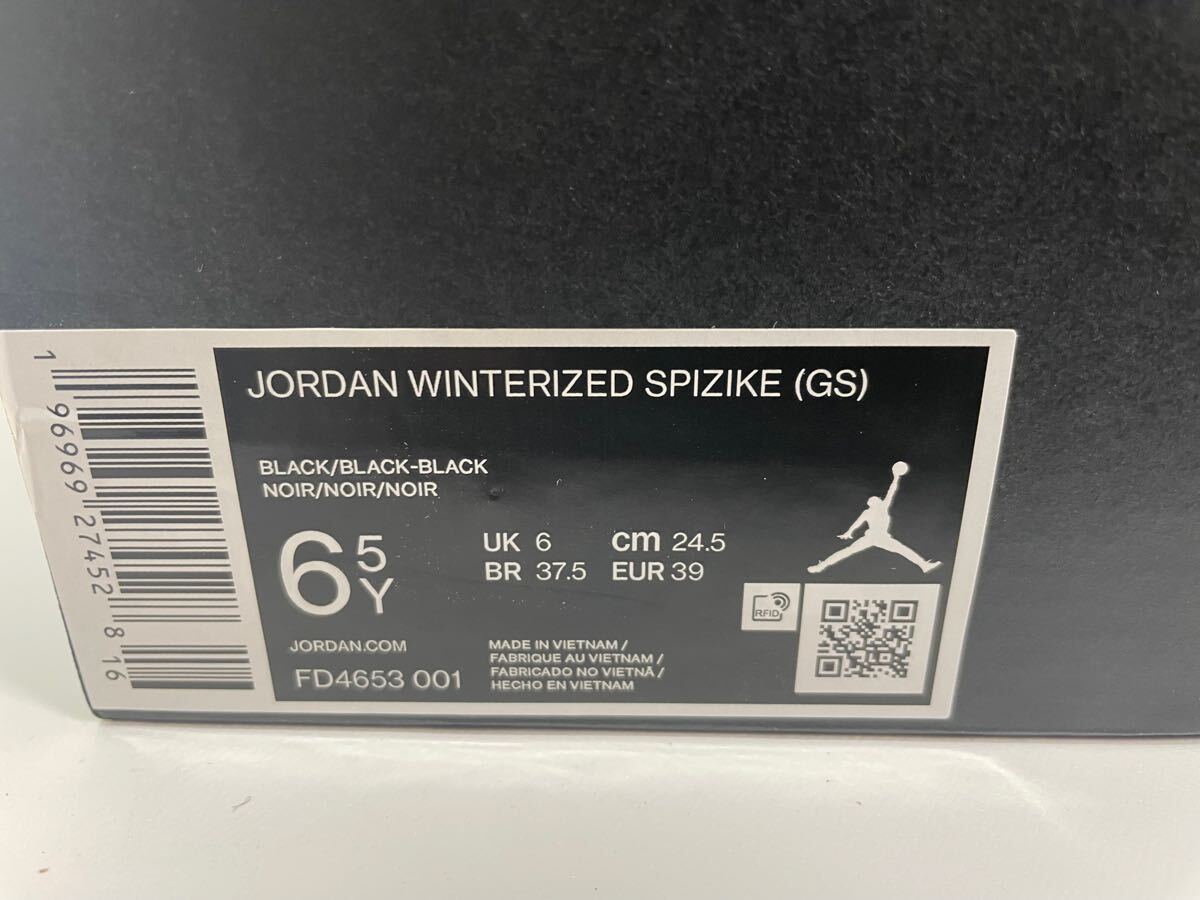 JORDAN WINTERIZED SPIZIKE (GS)
BLACK/BLACK-BLACK
NOIR/NOIR/NOIR
6 5 Y
UK 6 cm 24.5
BR 37.5 EUR 39
JORDAN.COM
FD4653 001
MADE IN VIETNAM /
FABRIQUE AU VIETNAM /
FABRICADO NO VIETNÃ /
HECHO EN VIETNAM
RFID
1 96969 27452 8 16